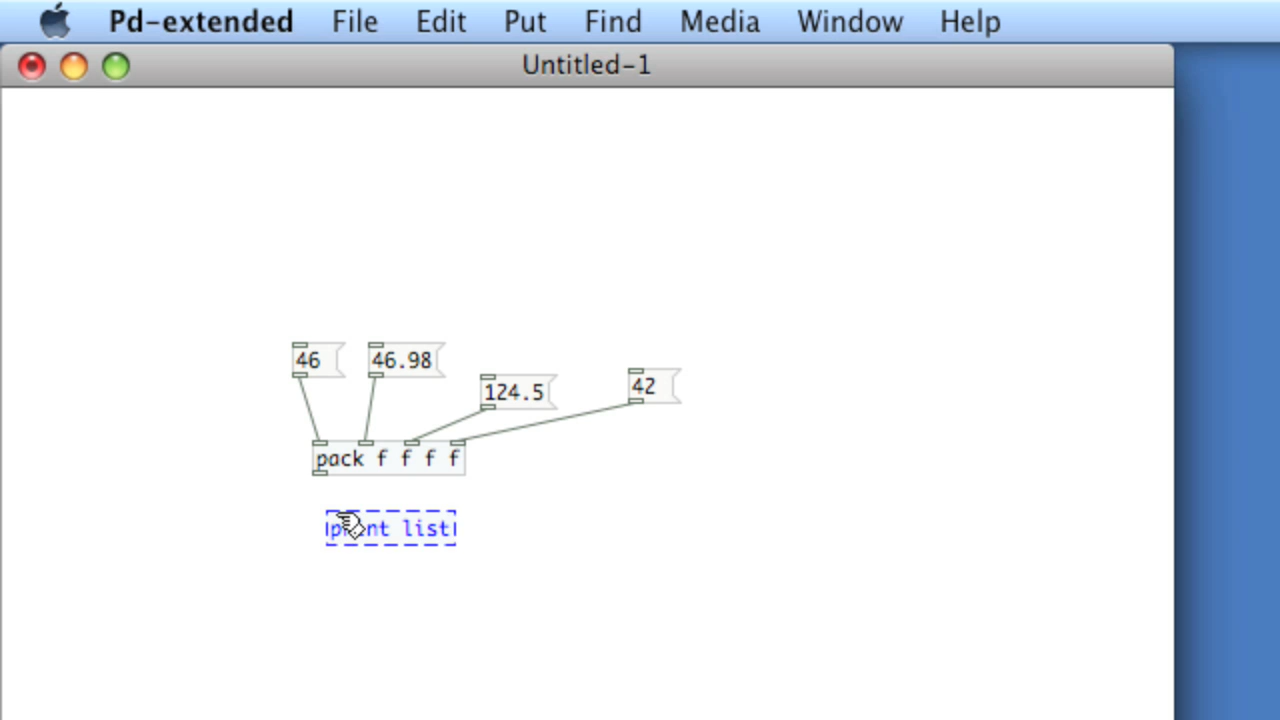 Pd-extended File Edit Put Find Media Window Help
Untitled-1
46 46.98
124.5 42
pack f f f f
print list